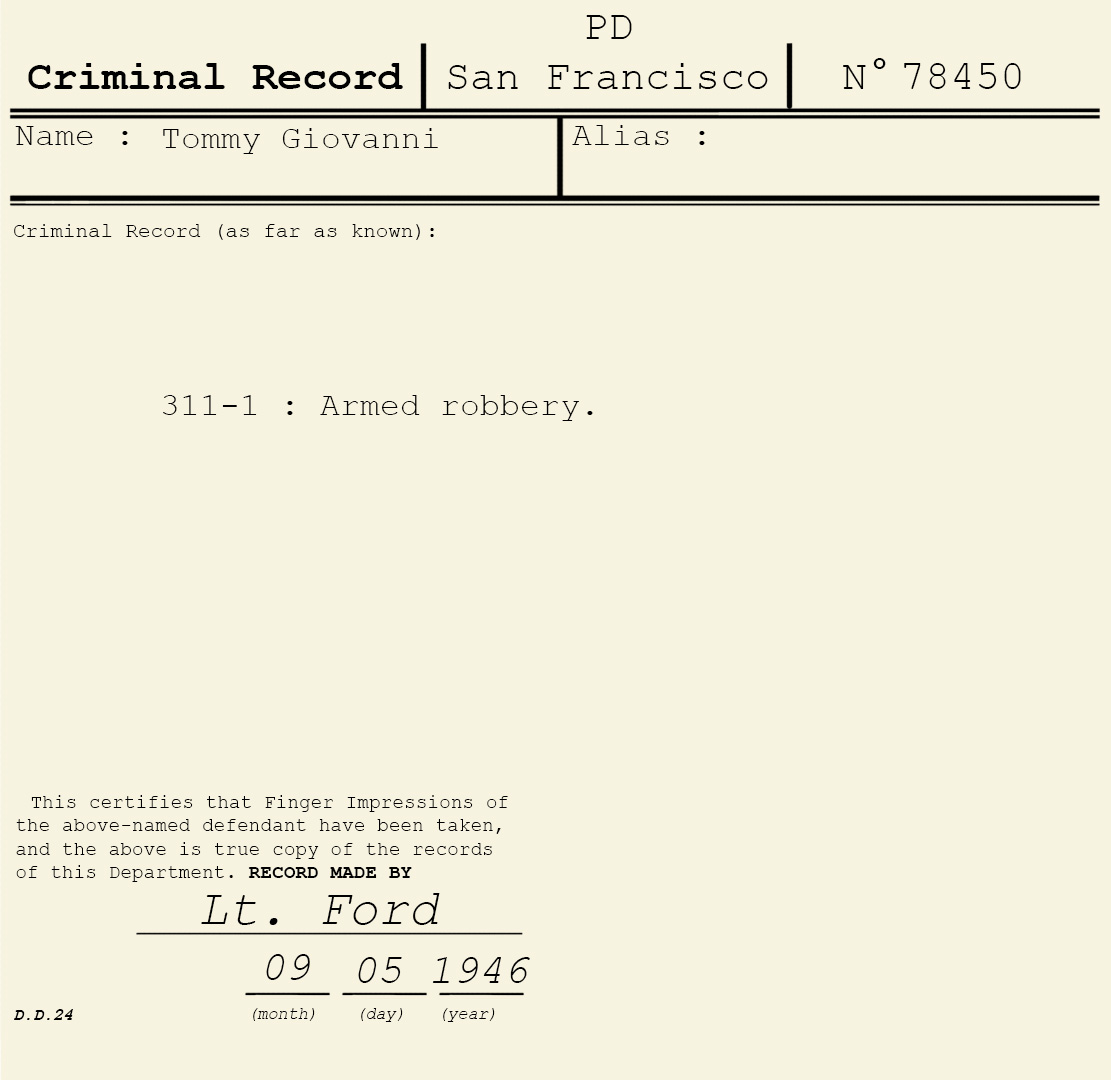 PD
Criminal Record San Francisco N° 78450
Name : Tommy Giovanni Alias :
Criminal Record (as far as known):
311-1 : Armed robbery.
This certifies that Finger Impressions of
the above-named defendant have been taken,
and the above is true copy of the records
of this Department. RECORD MADE BY
Lt. Ford
09 05 1946
D.D.24 (month) (day) (year)